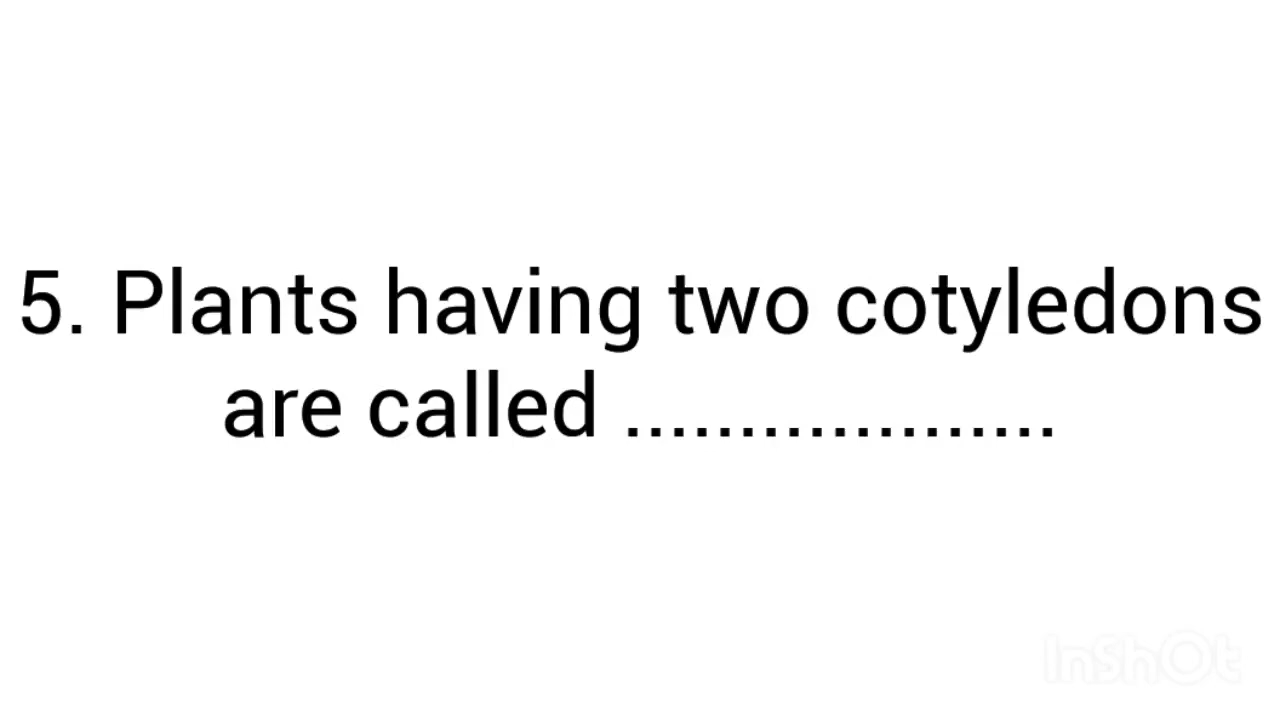 5. Plants having two cotyledons
are called ...................
InShOt